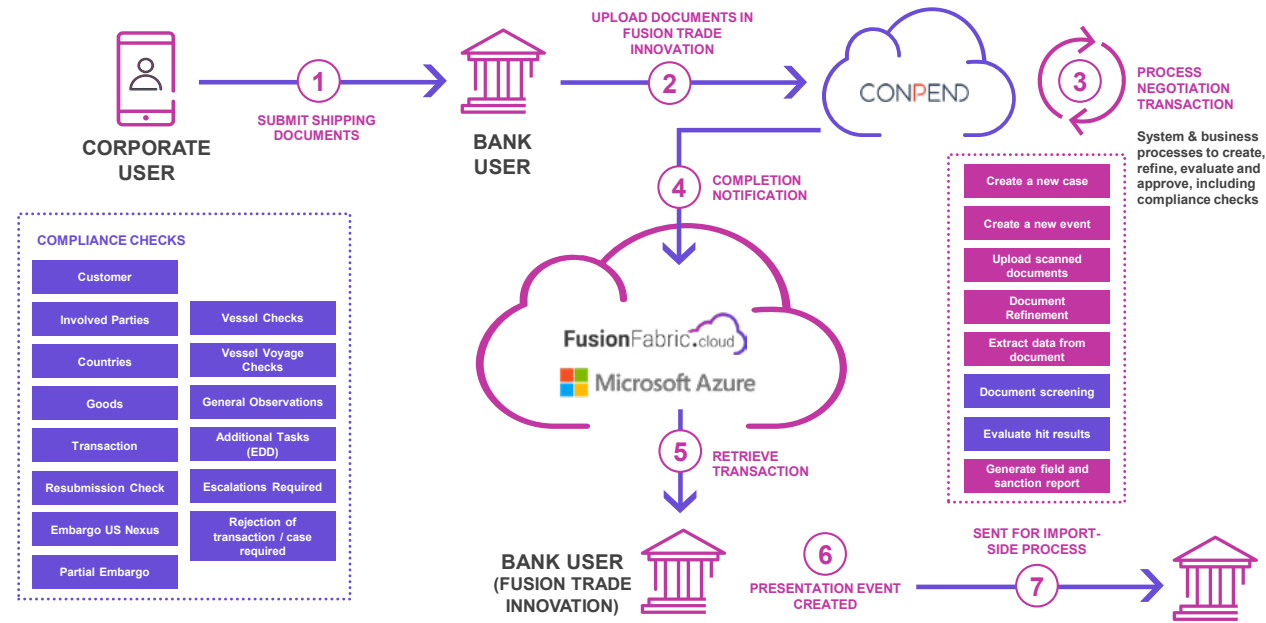 1
SUBMIT SHIPPING
DOCUMENTS
CORPORATE
USER
BANK
USER
UPLOAD DOCUMENTS IN
FUSION TRADE
INNOVATION
2
CONPEND
3
PROCESS
NEGOTIATION
TRANSACTION
System & business
processes to create,
refine, evaluate and
approve, including
compliance checks
Create a new case
Create a new event
Upload scanned
documents
Document
Refinement
Extract data from
document
Document screening
Evaluate hit results
Generate field and
sanction report
4
COMPLETION
NOTIFICATION
FusionFabric.cloud
Microsoft Azure
5
RETRIEVE
TRANSACTION
COMPLIANCE CHECKS
Customer
Involved Parties
Countries
Goods
Transaction
Resubmission Check
Embargo US Nexus
Partial Embargo
Vessel Checks
Vessel Voyage
Checks
General Observations
Additional Tasks
(EDD)
Escalations Required
Rejection of
transaction / case
required
BANK USER
(FUSION TRADE
INNOVATION)
6
PRESENTATION EVENT
CREATED
SENT FOR IMPORT-
SIDE PROCESS
7